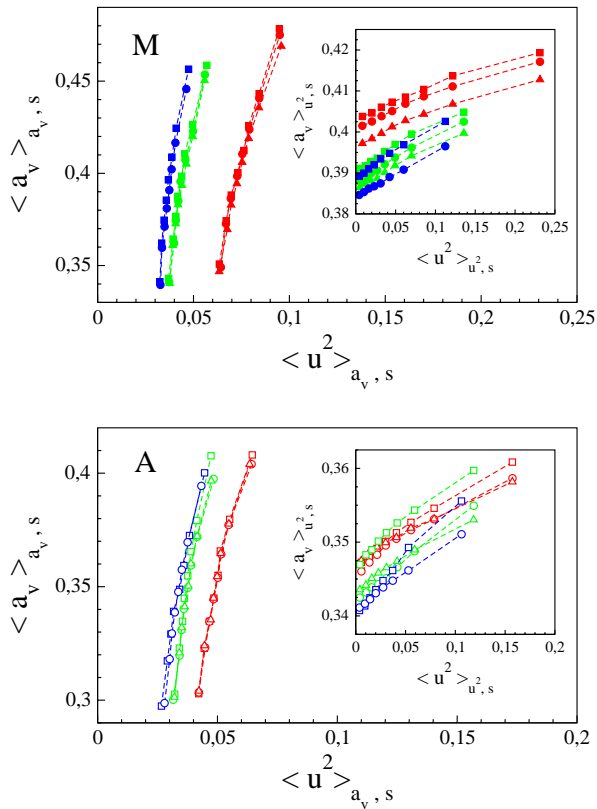 M
0,45
0,4
0,35
< a_v >_{a_v , s}
0 0,05 0,1 0,15 0,2 0,25
< u^2 >_{a_v , s}
0,42
0,41
0,4
0,39
0,38
< a_v >_{u^2, s}
0 0,05 0,1 0,15 0,2 0,25
< u^2 >_{u^2, s}
A
0,4
0,35
0,3
< a_v >_{a_v , s}
0 0,05 0,1 0,15 0,2
< u^2 >_{a_v , s}
0,36
0,35
0,34
< a_v >_{u^2, s}
0 0,05 0,1 0,15 0,2
< u^2 >_{u^2, s}